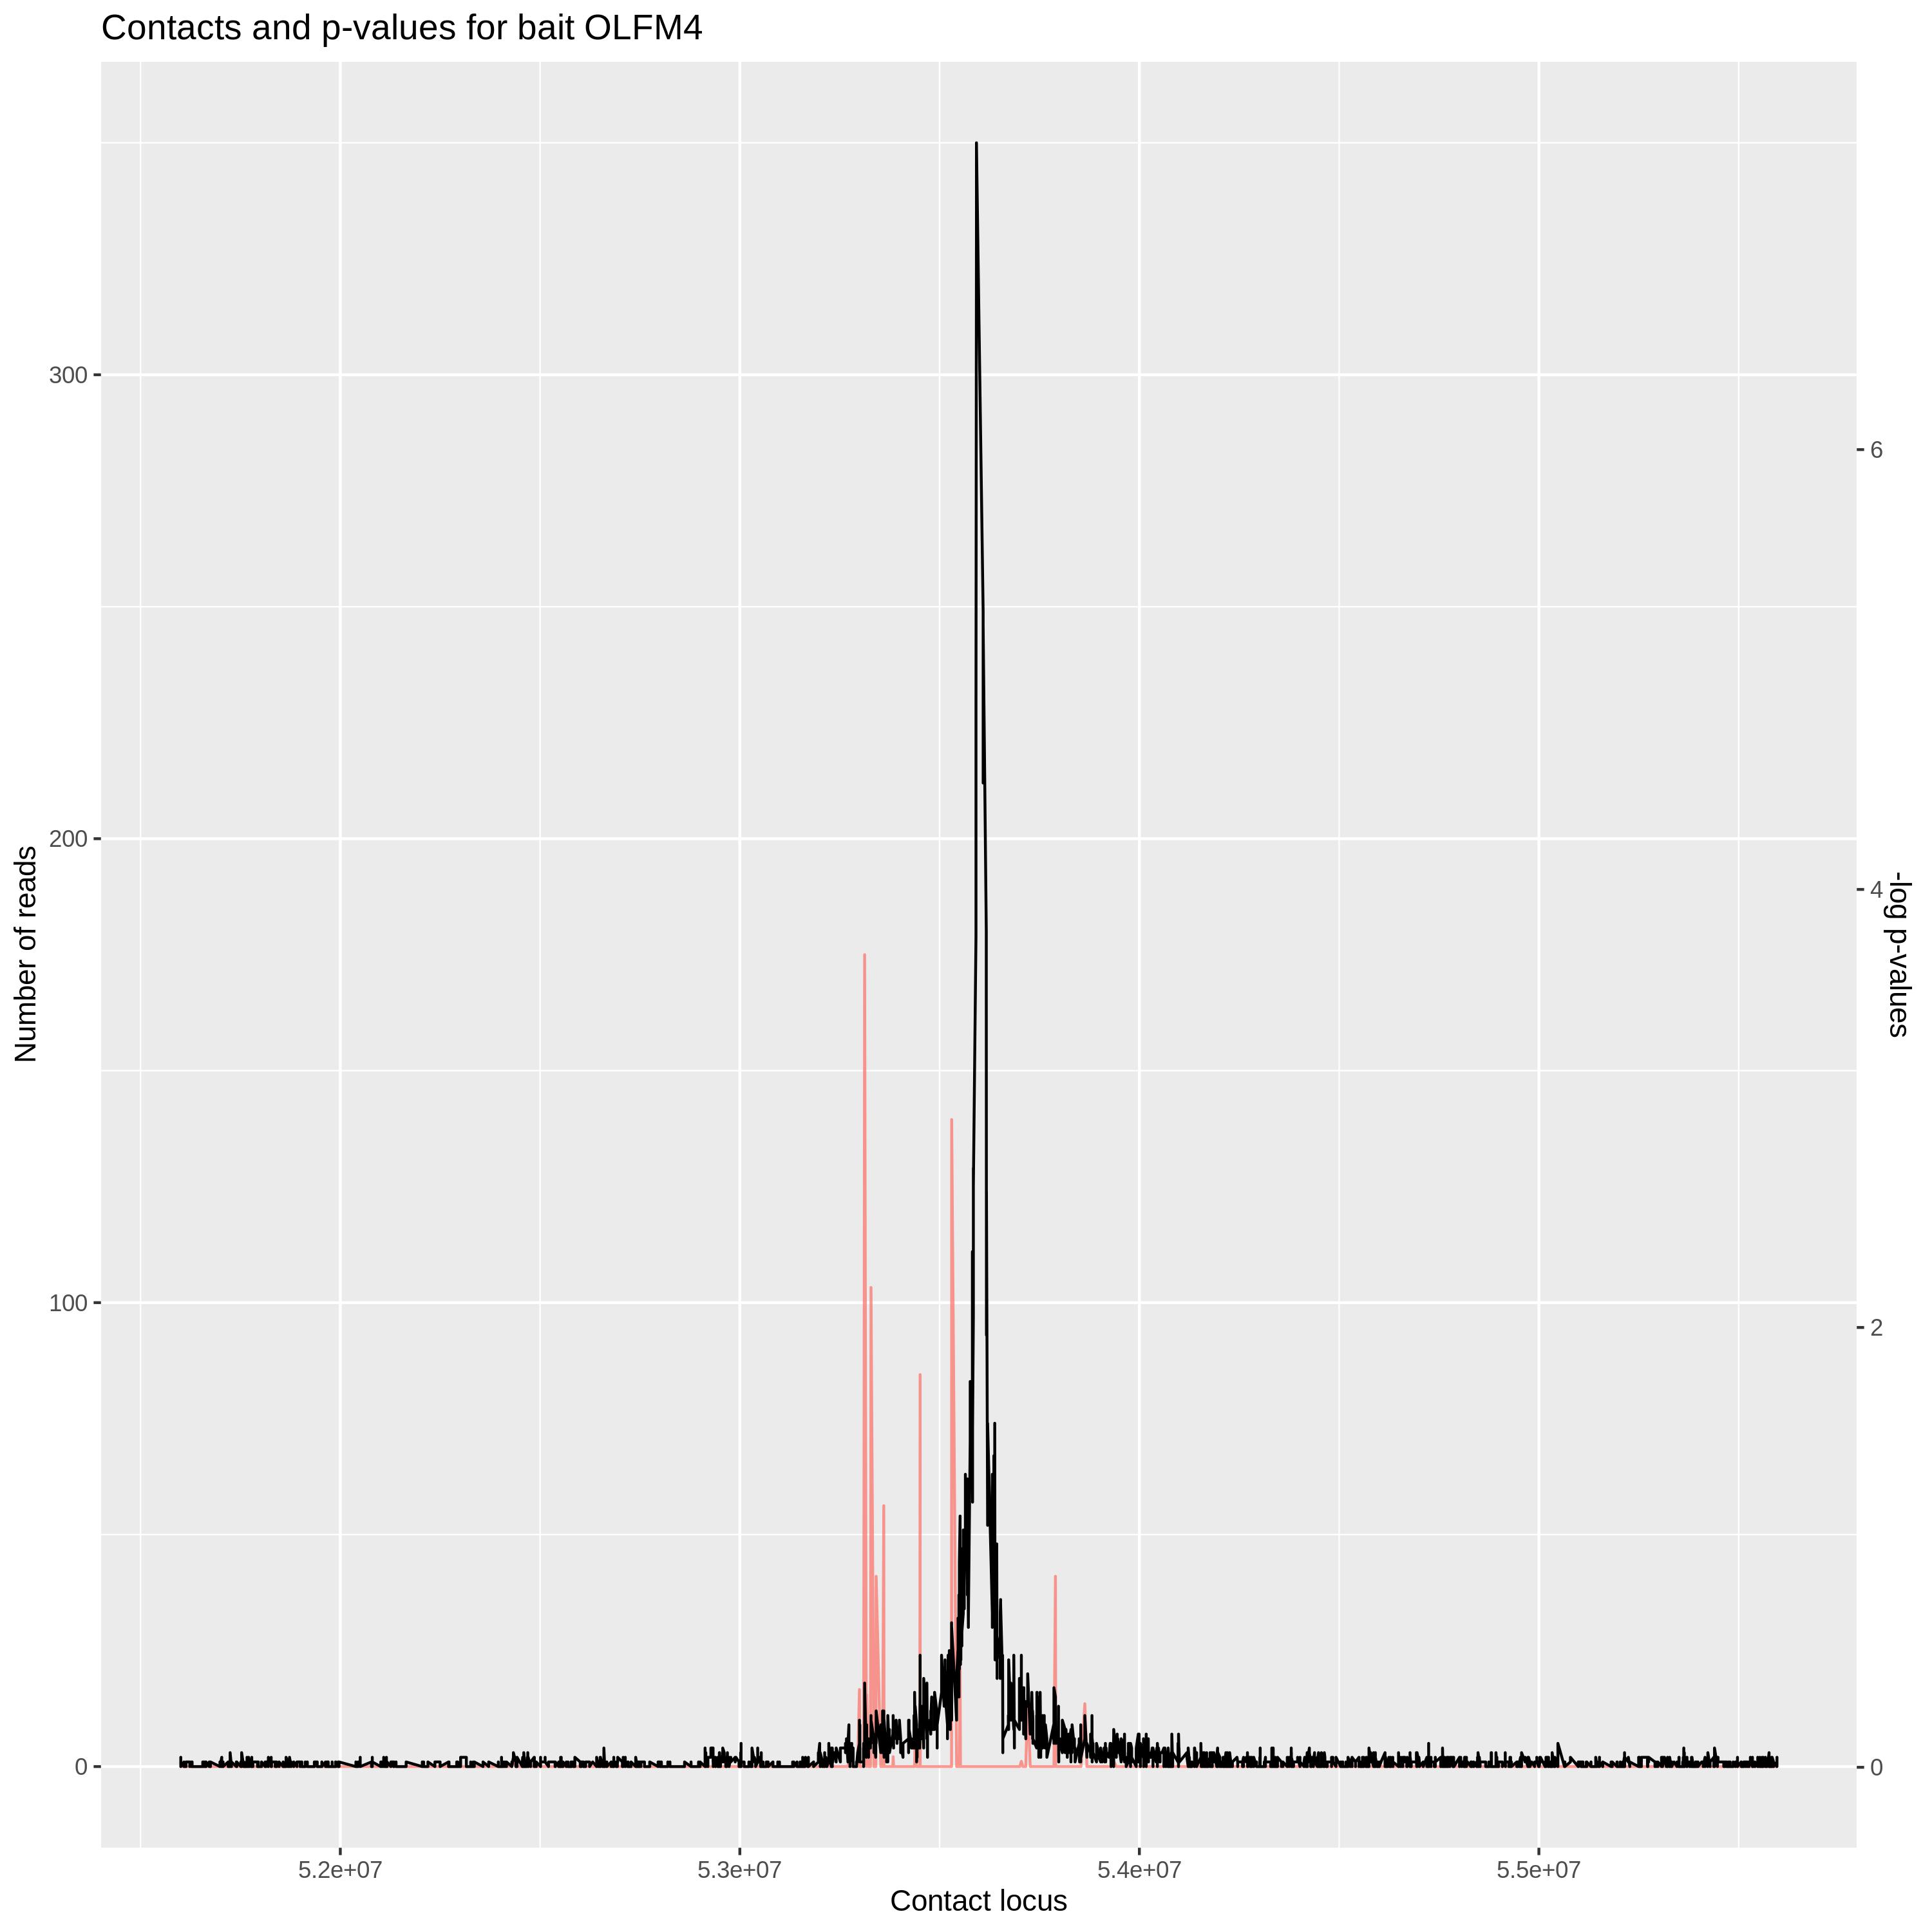 Contacts and p-values for bait OLFM4
Number of reads
300
200
100
0
6
4
2
0
-log p-values
5.2e+07
5.3e+07
5.4e+07
5.5e+07
Contact locus